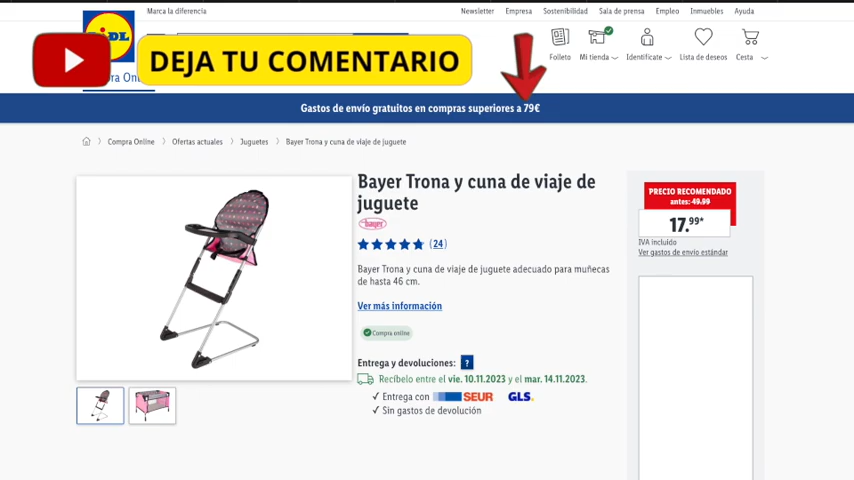 Marca la diferencia
Newsletter Empresa Sostenibilidad Sala de prensa Empleo Inmuebles Ayuda
DEJA TU COMENTARIO
Folleto Mi tienda Identifícate Lista de deseos Cesta
Gastos de envío gratuitos en compras superiores a 79€
Compra Online > Ofertas actuales > Juguetes > Bayer Trona y cuna de viaje de juguete
Bayer Trona y cuna de viaje de
juguete
bayer
(24)
Bayer Trona y cuna de viaje de juguete adecuado para muñecas
de hasta 46 cm.
Ver más información
Compra online
Entrega y devoluciones: ?
Recíbelo entre el vie. 10.11.2023 y el mar. 14.11.2023.
✓ Entrega con SEUR GLS.
✓ Sin gastos de devolución
PRECIO RECOMENDADO
antes: 49.99
17.99*
IVA incluido
Ver gastos de envío estándar